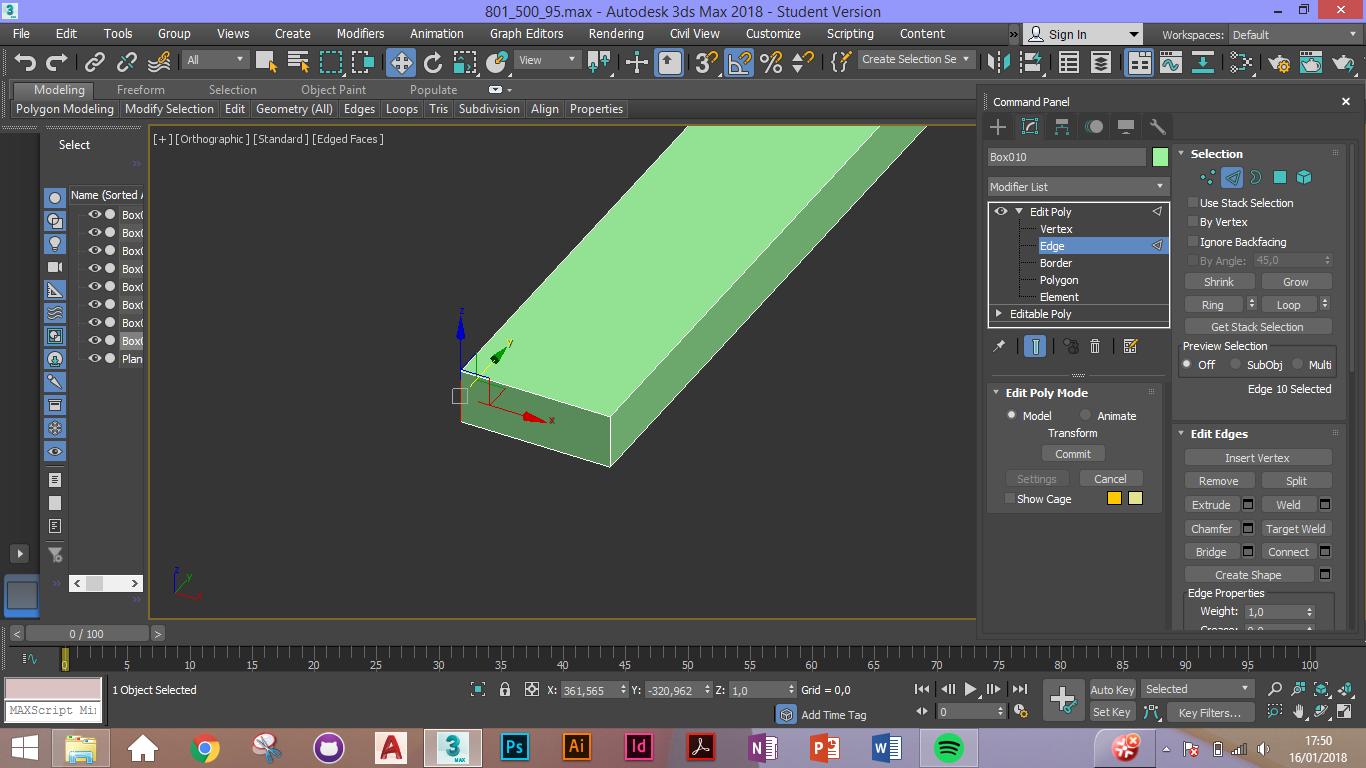 801_500_95.max - Autodesk 3ds Max 2018 - Student Version
File Edit Tools Group Views Create Modifiers Animation Graph Editors Rendering Civil View Customize Scripting Content » Sign In Workspaces: Default
All View Create Selection Se
Modeling Freeform Selection Object Paint Populate
Polygon Modeling Modify Selection Edit Geometry (All) Edges Loops Tris Subdivision Align Properties
Select
Name (Sorted A
Box0
Box0
Box0
Box0
Box0
Box0
Box0
Box0
Plan
[+] [Orthographic] [Standard] [Edged Faces]
z
y
x
z
y
x
Command Panel
Box010
Modifier List
Edit Poly
Vertex
Edge
Border
Polygon
Element
Editable Poly
Edit Poly Mode
Model Animate
Transform
Commit
Settings Cancel
Show Cage
Selection
Use Stack Selection
By Vertex
Ignore Backfacing
By Angle: 45,0
Shrink Grow
Ring Loop
Get Stack Selection
Preview Selection
Off SubObj Multi
Edge 10 Selected
Edit Edges
Insert Vertex
Remove Split
Extrude Weld
Chamfer Target Weld
Bridge Connect
Create Shape
Edge Properties
Weight: 1,0
< 0 / 100 >
0 5 10 15 20 25 30 35 40 45 50 55 60 65 70 75 80 85 90 95 100
1 Object Selected X: 361,565 Y: -320,962 Z: 1,0 Grid = 0,0 Auto Key Selected
MAXScript Mi
Add Time Tag 0 Set Key Key Filters...
3 MAX Ps Ai Id N P W
17:50
16/01/2018